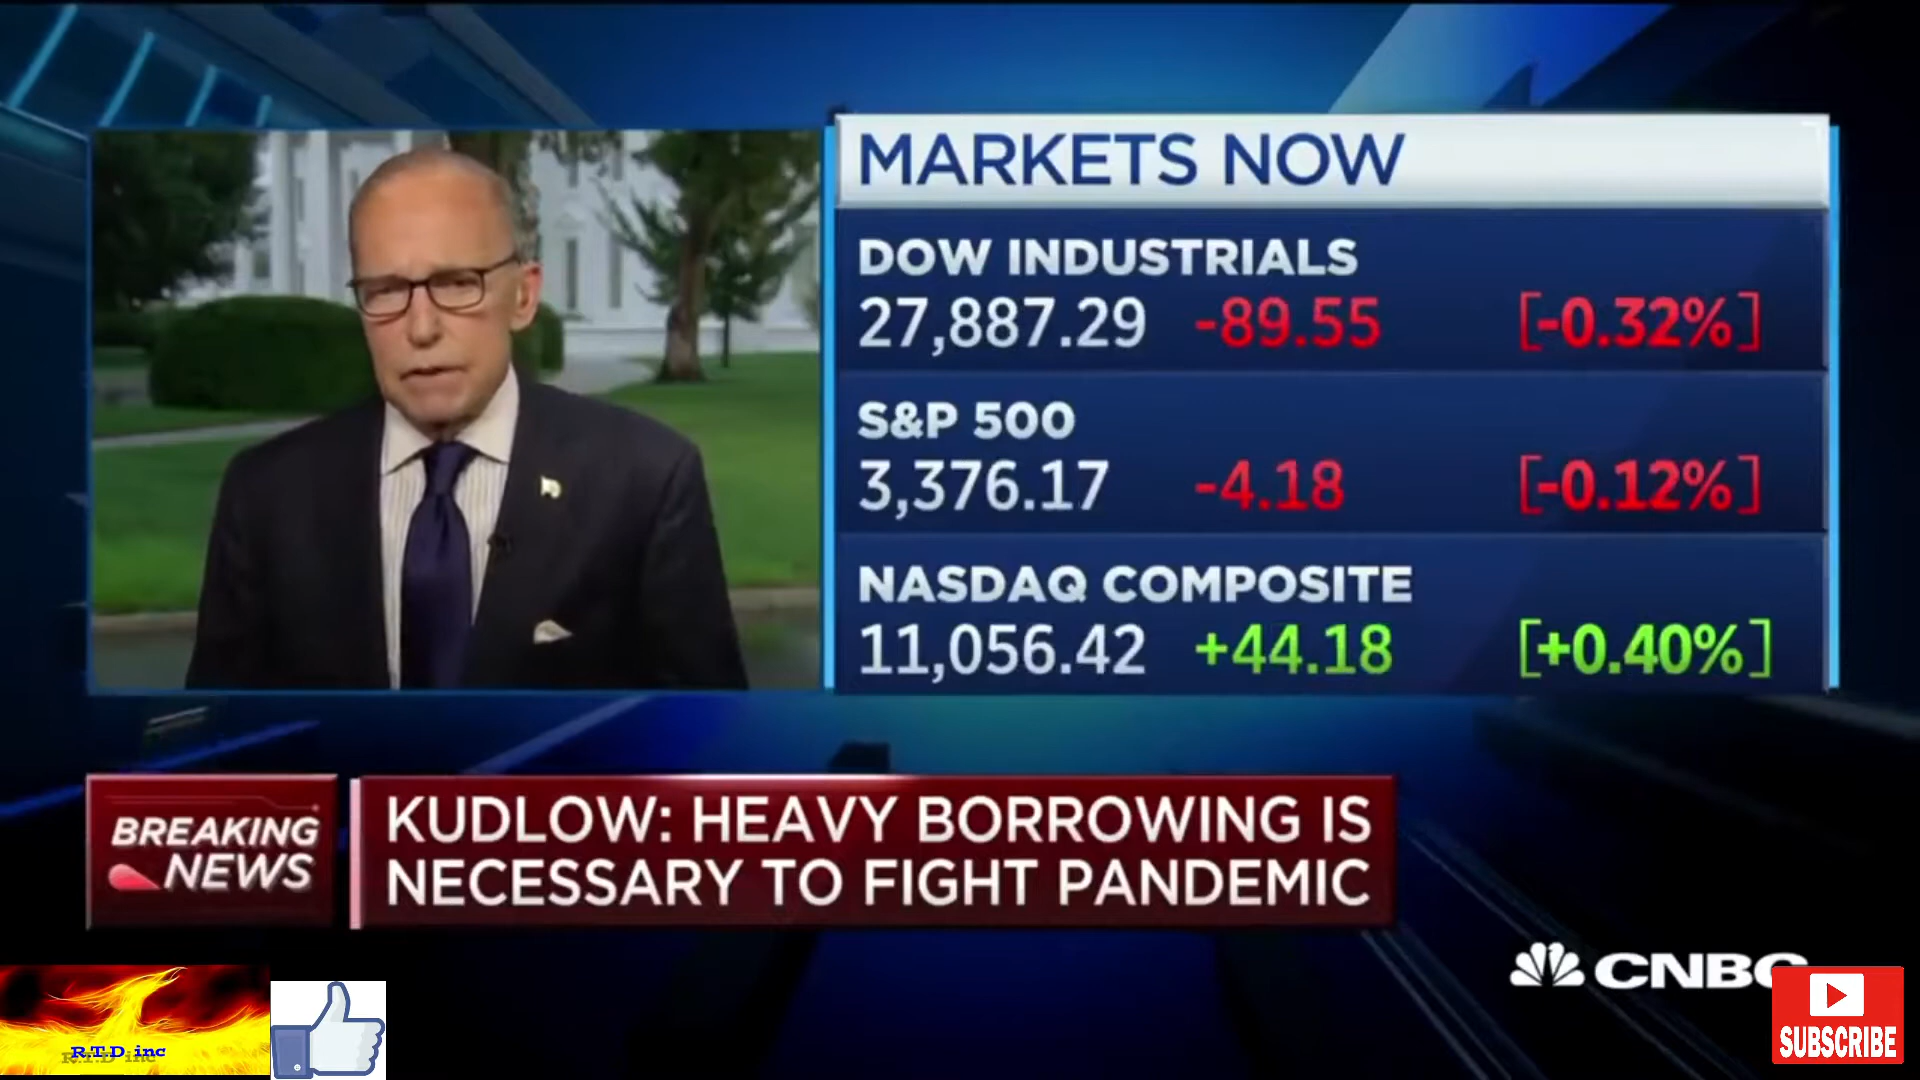 MARKETS NOW
DOW INDUSTRIALS
27,887.29 -89.55 [-0.32%]
S&P 500
3,376.17 -4.18 [-0.12%]
NASDAQ COMPOSITE
11,056.42 +44.18 [+0.40%]
BREAKING
NEWS
KUDLOW: HEAVY BORROWING IS
NECESSARY TO FIGHT PANDEMIC
CNBC
R.T.D inc
SUBSCRIBE